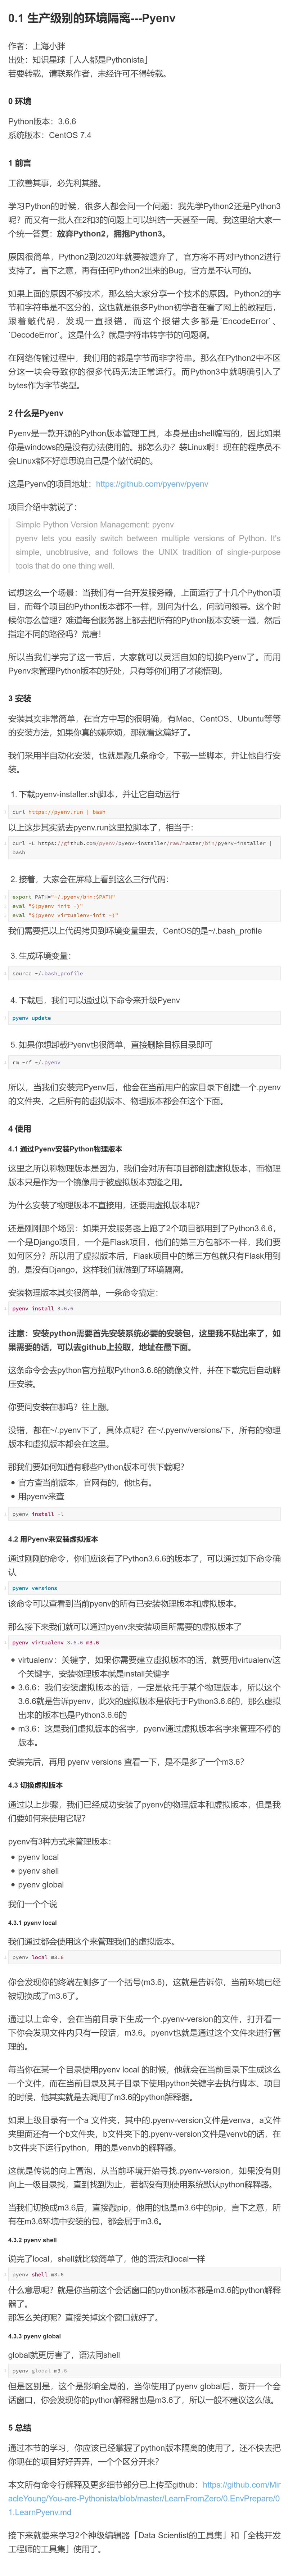 0.1 生产级别的环境隔离---Pyenv
作者：上海小胖
出处：知识星球「人人都是Pythonista」
若要转载，请联系作者，未经许可不得转载。
0 环境
Python版本：3.6.6
系统版本：CentOS 7.4
1 前言
工欲善其事，必先利其器。
学习Python的时候，很多人都会问一个问题：我先学Python2还是Python3
呢？而又有一批人在2和3的问题上可以纠结一天甚至一周。我这里给大家一
个统一答复：放弃Python2，拥抱Python3。
原因很简单，Python2到2020年就要被遗弃了，官方将不再对Python2进行
支持了。言下之意，再有任何Python2出来的Bug，官方是不认可的。
如果上面的原因不够技术，那么给大家分享一个技术的原因。Python2的字
节和字符串是不区分的，这也就是很多Python初学者在看了网上的教程后，
跟着敲代码，发现一直报错，而这个报错大多都是`EncodeError`、
`DecodeError`。这是什么？就是字符串转字节的问题啊。
在网络传输过程中，我们用的都是字节而非字符串。那么在Python2中不区
分这一块会导致你的很多代码无法正常运行。而Python3中就明确引入了
bytes作为字节类型。
2 什么是Pyenv
Pyenv是一款开源的Python版本管理工具，本身是由shell编写的，因此如果
你是windows的是没有办法使用的。那怎么办？装Linux啊！现在的程序员不
会Linux都不好意思说自己是个敲代码的。
这是Pyenv的项目地址：https://github.com/pyenv/pyenv
项目介绍中就说了：
Simple Python Version Management: pyenv
pyenv lets you easily switch between multiple versions of Python. It's
simple, unobtrusive, and follows the UNIX tradition of single-purpose
tools that do one thing well.
试想这么一个场景：当我们有一台开发服务器，上面运行了十几个Python项
目，而每个项目的Python版本都不一样，别问为什么，问就问领导。这个时
候你怎么管理？难道每台服务器上都去把所有的Python版本安装一通，然后
指定不同的路径吗？荒唐！
所以当我们学完了这一节后，大家就可以灵活自如的切换Pyenv了。而用
Pyenv来管理Python版本的好处，只有等你们用了才能悟到。
3 安装
安装其实非常简单，在官方中写的很明确，有Mac、CentOS、Ubuntu等等
的安装方法，如果你真的嫌麻烦，那就看这篇好了。
我们采用半自动化安装，也就是敲几条命令，下载一些脚本，并让他自行安
装。
1. 下载pyenv-installer.sh脚本，并让它自动运行
curl https://pyenv.run | bash
以上这步其实就去pyenv.run这里拉脚本了，相当于：
curl -L https://github.com/pyenv/pyenv-installer/raw/master/bin/pyenv-installer |
bash
2. 接着，大家会在屏幕上看到这么三行代码：
export PATH="~/.pyenv/bin:$PATH"
eval "$(pyenv init -)"
eval "$(pyenv virtualenv-init -)"
我们需要把以上代码拷贝到环境变量里去，CentOS的是~/.bash_profile
3. 生成环境变量：
source ~/.bash_profile
4. 下载后，我们可以通过以下命令来升级Pyenv
pyenv update
5. 如果你想卸载Pyenv也很简单，直接删除目标目录即可
rm -rf ~/.pyenv
所以，当我们安装完Pyenv后，他会在当前用户的家目录下创建一个.pyenv
的文件夹，之后所有的虚拟版本、物理版本都会在这个下面。
4 使用
4.1 通过Pyenv安装Python物理版本
这里之所以称物理版本是因为，我们会对所有项目都创建虚拟版本，而物理
版本只是作为一个镜像用于被虚拟版本克隆之用。
为什么安装了物理版本不直接用，还要用虚拟版本呢？
还是刚刚那个场景：如果开发服务器上跑了2个项目都用到了Python3.6.6，
一个是Django项目，一个是Flask项目，他们的第三方包都不一样，我们要
如何区分？所以用了虚拟版本后，Flask项目中的第三方包就只有Flask用到
的，是没有Django，这样我们就做到了环境隔离。
安装物理版本其实很简单，一条命令搞定：
pyenv install 3.6.6
注意：安装python需要首先安装系统必要的安装包，这里我不贴出来了，如
果需要的话，可以去github上拉取，地址在最下面。
这条命令会去python官方拉取Python3.6.6的镜像文件，并在下载完后自动解
压安装。
你要问安装在哪吗？往上翻。
没错，都在~/.pyenv下了，具体点呢？在~/.pyenv/versions/下，所有的物理
版本和虚拟版本都会在这里。
那我们要如何知道有哪些Python版本可供下载呢？
• 官方查当前版本，官网有的，他也有。
• 用pyenv来查
pyenv install -l
4.2 用Pyenv来安装虚拟版本
通过刚刚的命令，你们应该有了Python3.6.6的版本了，可以通过如下命令确
认
pyenv versions
该命令可以查看到当前pyenv的所有已安装物理版本和虚拟版本。
那么接下来我们就可以通过pyenv来安装项目所需要的虚拟版本了
pyenv virtualenv 3.6.6 m3.6
• virtualenv：关键字，如果你需要建立虚拟版本的话，就要用virtualenv这
个关键字，安装物理版本就是install关键字
• 3.6.6：我们安装虚拟版本的话，一定是依托于某个物理版本，所以这个
3.6.6就是告诉pyenv，此次的虚拟版本是依托于Python3.6.6的，那么虚拟
出来的版本也是Python3.6.6的
• m3.6：这是我们虚拟版本的名字，pyenv通过虚拟版本名字来管理不停的
版本。
安装完后，再用 pyenv versions 查看一下，是不是多了一个m3.6？
4.3 切换虚拟版本
通过以上步骤，我们已经成功安装了pyenv的物理版本和虚拟版本，但是我
们要如何来使用它呢？
pyenv有3种方式来管理版本：
• pyenv local
• pyenv shell
• pyenv global
我们一个个说
4.3.1 pyenv local
我们通过都会使用这个来管理我们的虚拟版本。
pyenv local m3.6
你会发现你的终端左侧多了一个括号(m3.6)，这就是告诉你，当前环境已经
被切换成了m3.6了。
通过以上命令，会在当前目录下生成一个.pyenv-version的文件，打开看一
下你会发现文件内只有一段话，m3.6。pyenv也就是通过这个文件来进行管
理的。
每当你在某一个目录使用pyenv local 的时候，他就会在当前目录下生成这么
一个文件，而在当前目录及其子目录下使用python关键字去执行脚本，项目
的时候，他其实就是去调用了m3.6的python解释器。
如果上级目录有一个a 文件夹，其中的.pyenv-version文件是venva，a文件
夹里面还有一个b文件夹，b文件夹下的.pyenv-version文件是venvb的话，在
b文件夹下运行python，用的是venvb的解释器。
这就是传说的向上冒泡，从当前环境开始寻找.pyenv-version，如果没有则
向上一级目录找，直到找到为止，若都没有则使用系统默认python解释器。
当我们切换成m3.6后，直接敲pip，他用的也是m3.6中的pip，言下之意，所
有在m3.6环境中安装的包，都会属于m3.6。
4.3.2 pyenv shell
说完了local，shell就比较简单了，他的语法和local一样
pyenv shell m3.6
什么意思呢？就是你当前这个会话窗口的python版本都是m3.6的python解释
器了。
那怎么关闭呢？直接关掉这个窗口就好了。
4.3.3 pyenv global
global就更厉害了，语法同shell
pyenv global m3.6
但是区别是，这个是影响全局的，当你使用了pyenv global后，新开一个会
话窗口，你会发现你的python解释器也是m3.6了，所以一般不建议这么做。
5 总结
通过本节的学习，你应该已经掌握了python版本隔离的使用了。还不快去把
你现在的项目好好弄弄，一个个区分开来？
本文所有命令行解释及更多细节部分已上传至github：https://github.com/Mir
acleYoung/You-are-Pythonista/blob/master/LearnFromZero/0.EnvPrepare/0
1.LearnPyenv.md
接下来就要来学习2个神级编辑器「Data Scientist的工具集」和「全栈开发
工程师的工具集」使用了。